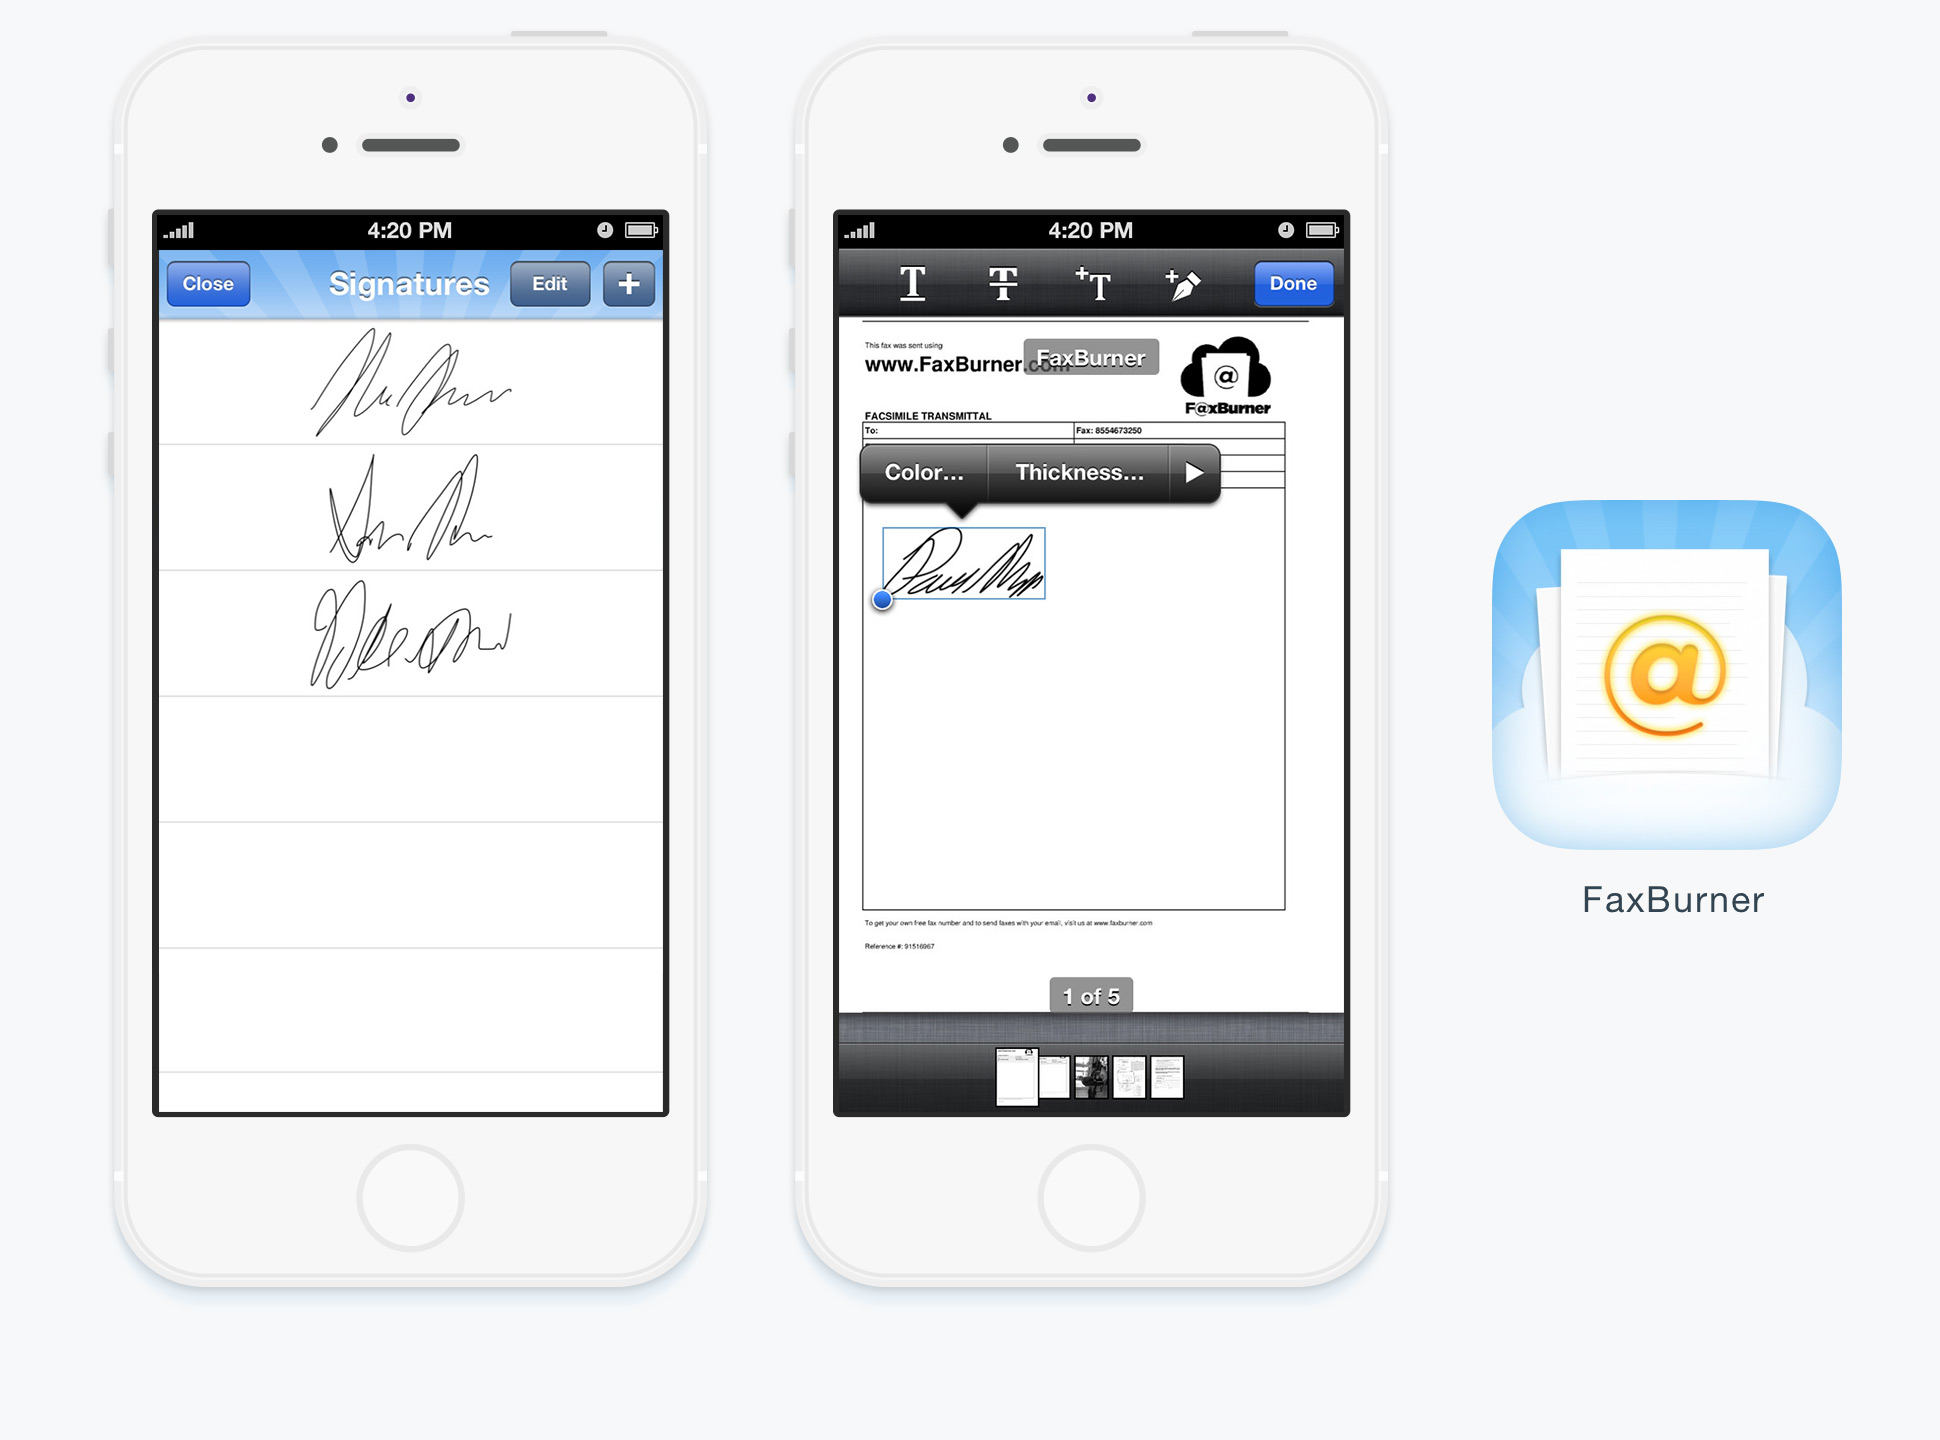 4:20 PM
Close
Signatures
Edit
4:20 PM
Done
This fax was sent using
www.FaxBurner.com
FaxBurner
@
F@xBurner
FACSIMILE TRANSMITTAL
To:
Fax: 8554673250
Color...
Thickness...
To get your own free fax number and to send faxes with your email, visit us at www.faxburner.com
Reference #: 91516967
1 of 5
@
FaxBurner